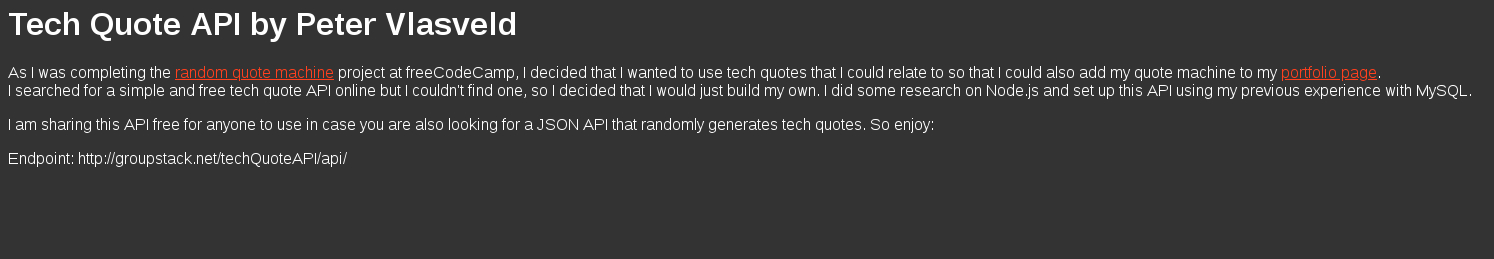 Tech Quote API by Peter Vlasveld
As I was completing the random quote machine project at freeCodeCamp, I decided that I wanted to use tech quotes that I could relate to so that I could also add my quote machine to my portfolio page.
I searched for a simple and free tech quote API online but I couldn't find one, so I decided that I would just build my own. I did some research on Node.js and set up this API using my previous experience with MySQL.
I am sharing this API free for anyone to use in case you are also looking for a JSON API that randomly generates tech quotes. So enjoy:
Endpoint: http://groupstack.net/techQuoteAPI/api/